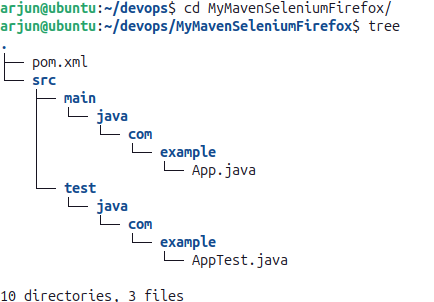 arjun@ubuntu:~/devops$ cd MyMavenSeleniumFirefox/
arjun@ubuntu:~/devops/MyMavenSeleniumFirefox$ tree
.
├── pom.xml
└── src
    ├── main
    │   └── java
    │       └── com
    │           └── example
    │               └── App.java
    └── test
        └── java
            └── com
                └── example
                    └── AppTest.java
10 directories, 3 files